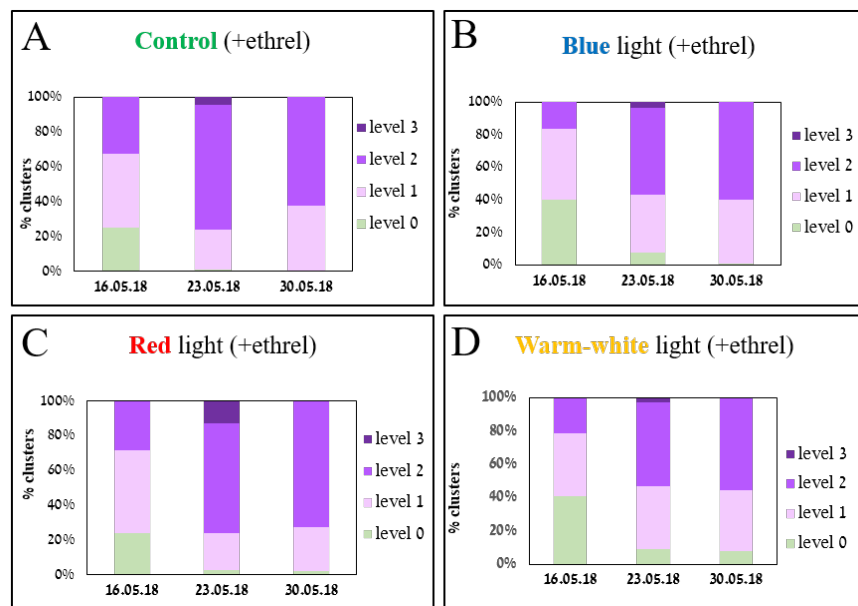 A
Control (+ethrel)
% clusters
100%
80%
60%
40%
20%
0%
16.05.18 23.05.18 30.05.18
level 3
level 2
level 1
level 0
B
Blue light (+ethrel)
% clusters
100%
80%
60%
40%
20%
0%
16.05.18 23.05.18 30.05.18
level 3
level 2
level 1
level 0
C
Red light (+ethrel)
% clusters
100%
80%
60%
40%
20%
0%
16.05.18 23.05.18 30.05.18
level 3
level 2
level 1
level 0
D
Warm-white light (+ethrel)
% clusters
100%
80%
60%
40%
20%
0%
16.05.18 23.05.18 30.05.18
level 3
level 2
level 1
level 0